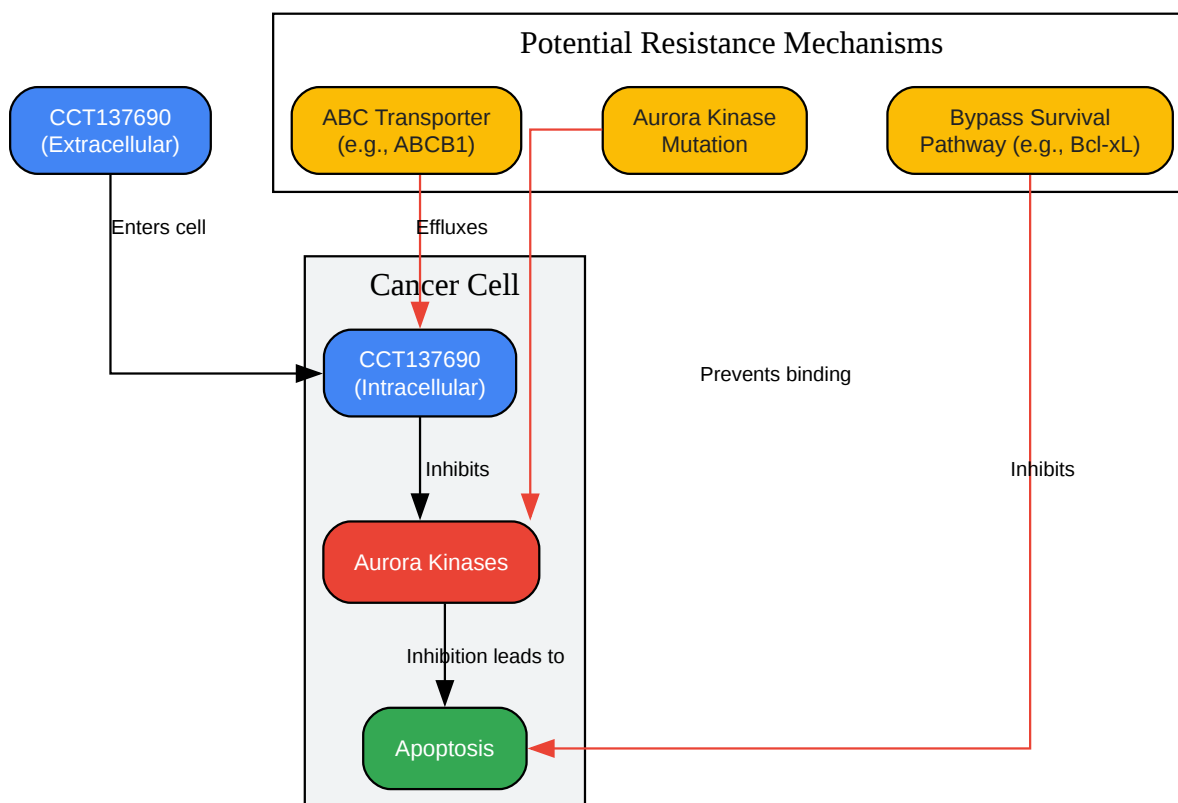 Potential Resistance Mechanisms
CCT137690
(Extracellular)
ABC Transporter
(e.g., ABCB1)
Aurora Kinase
Mutation
Bypass Survival
Pathway (e.g., Bcl-xL)
Enters cell
Effluxes
Cancer Cell
CCT137690
(Intracellular)
Prevents binding
Inhibits
Inhibits
Aurora Kinases
Inhibition leads to
Apoptosis